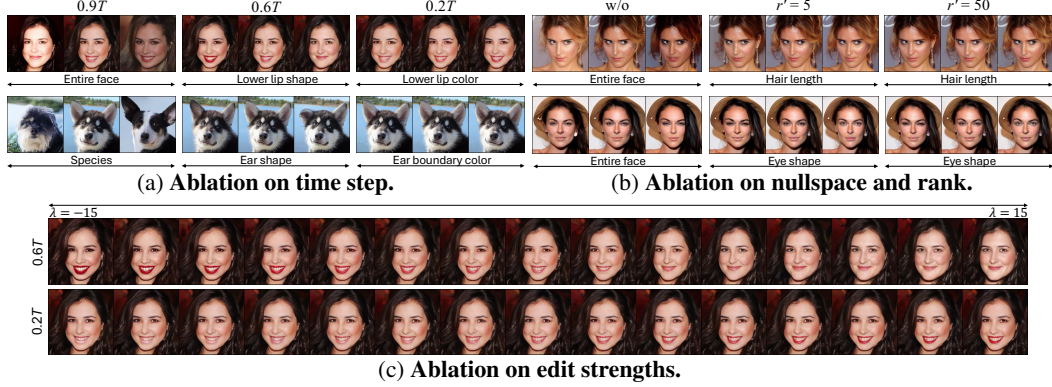 0.9T 0.6T 0.2T w/o r' = 5 r' = 50
Entire face Lower lip shape Lower lip color Entire face Hair length Hair length
Species Ear shape Ear boundary color Entire face Eye shape Eye shape
(a) Ablation on time step. (b) Ablation on nullspace and rank.
λ = −15 λ = 15
0.6T
0.2T
(c) Ablation on edit strengths.